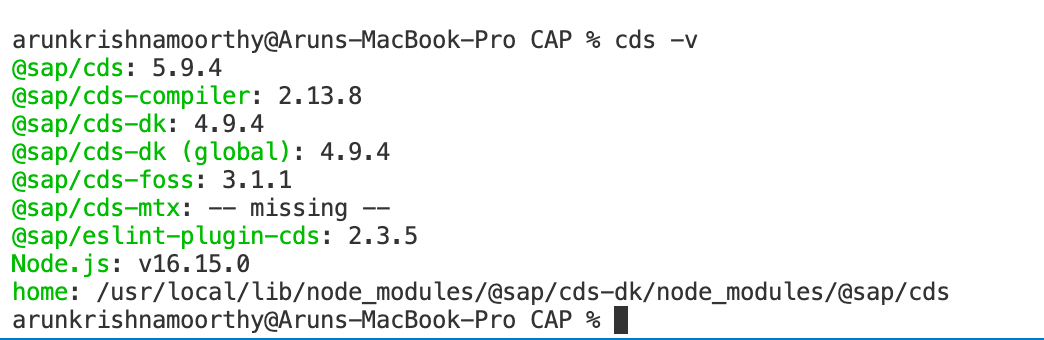 arunkrishnamoorthy@Aruns-MacBook-Pro CAP % cds -v
@sap/cds: 5.9.4
@sap/cds-compiler: 2.13.8
@sap/cds-dk: 4.9.4
@sap/cds-dk (global): 4.9.4
@sap/cds-foss: 3.1.1
@sap/cds-mtx: -- missing --
@sap/eslint-plugin-cds: 2.3.5
Node.js: v16.15.0
home: /usr/local/lib/node_modules/@sap/cds-dk/node_modules/@sap/cds
arunkrishnamoorthy@Aruns-MacBook-Pro CAP %